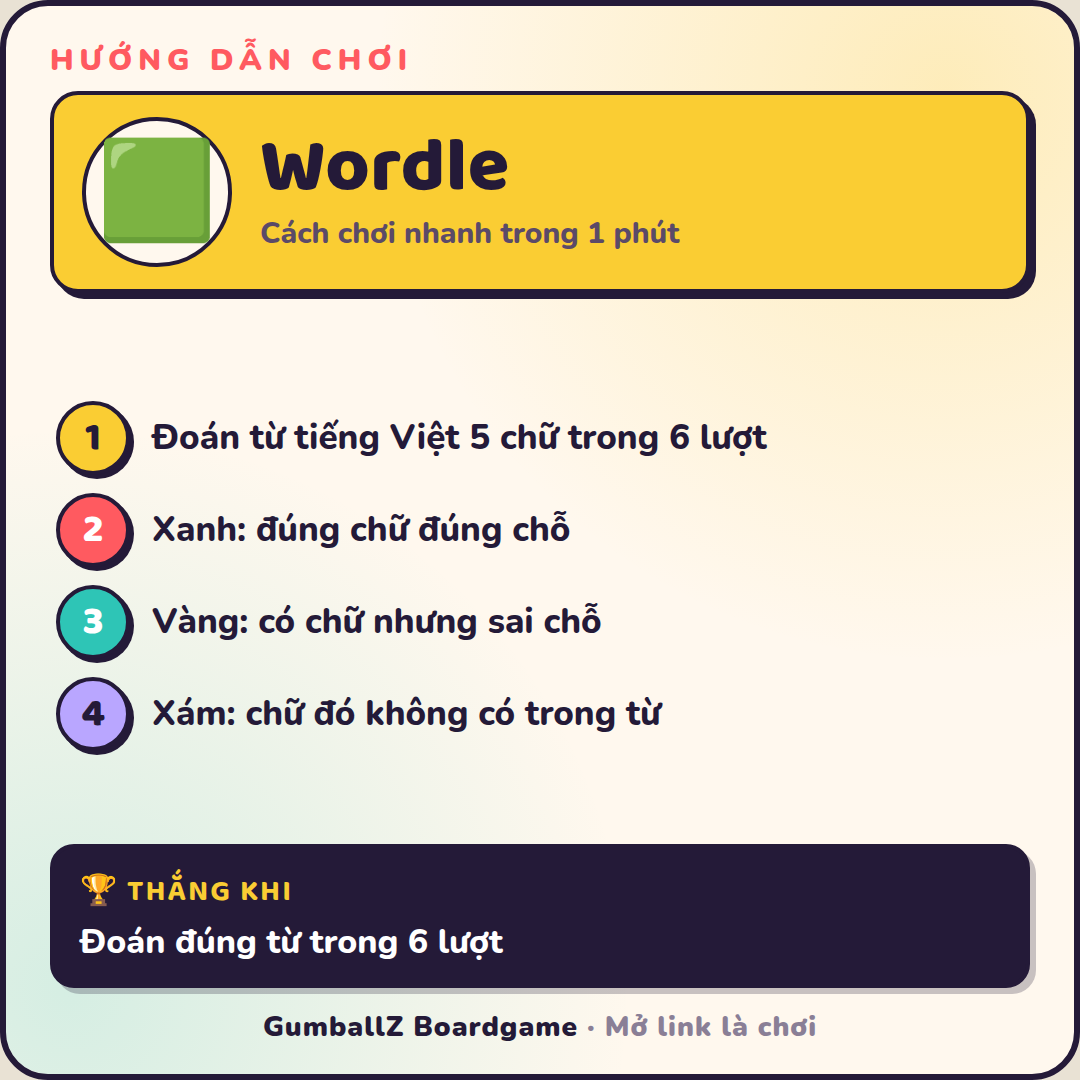 HƯỚNG DẪN CHƠI
Wordle
Cách chơi nhanh trong 1 phút
1 Đoán từ tiếng Việt 5 chữ trong 6 lượt
2 Xanh: đúng chữ đúng chỗ
3 Vàng: có chữ nhưng sai chỗ
4 Xám: chữ đó không có trong từ
🏆 THẮNG KHI
Đoán đúng từ trong 6 lượt
GumballZ Boardgame · Mở link là chơi